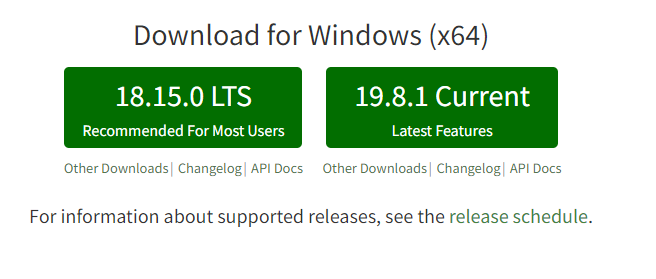 Download for Windows (x64)
18.15.0 LTS
Recommended For Most Users
19.8.1 Current
Latest Features
Other Downloads | Changelog | API Docs
Other Downloads | Changelog | API Docs
For information about supported releases, see the release schedule.